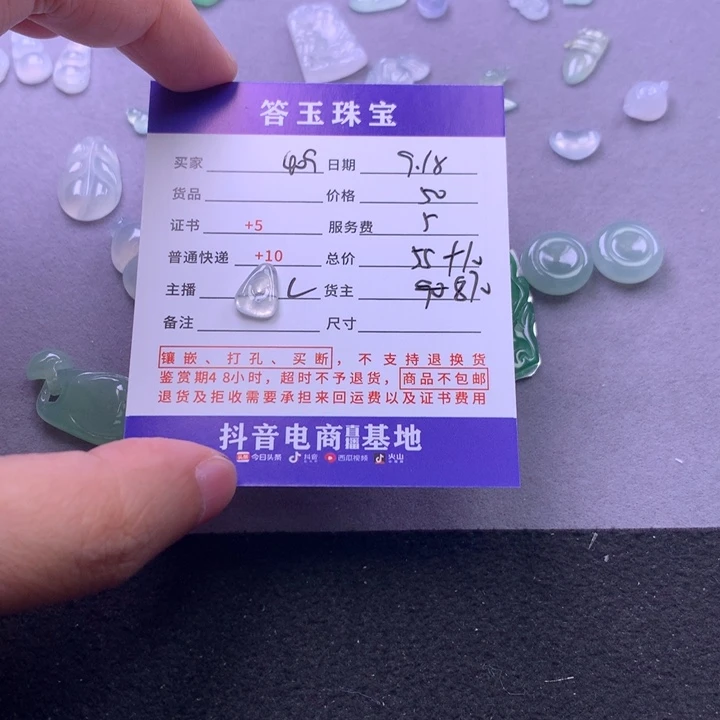 答玉珠宝
买家 日期 9.18
货品 价格 50
证书 +5 服务费 5
普通快递 +10 总价 55 +10
主播 货主 870
备注 尺寸
镶嵌、打孔、买断，不支持退换货
鉴赏期48小时，超时不予退货，商品不包邮
退货及拒收需要承担来回运费以及证书费用
抖音电商直播基地
头条 今日头条 抖音 西瓜视频 火山